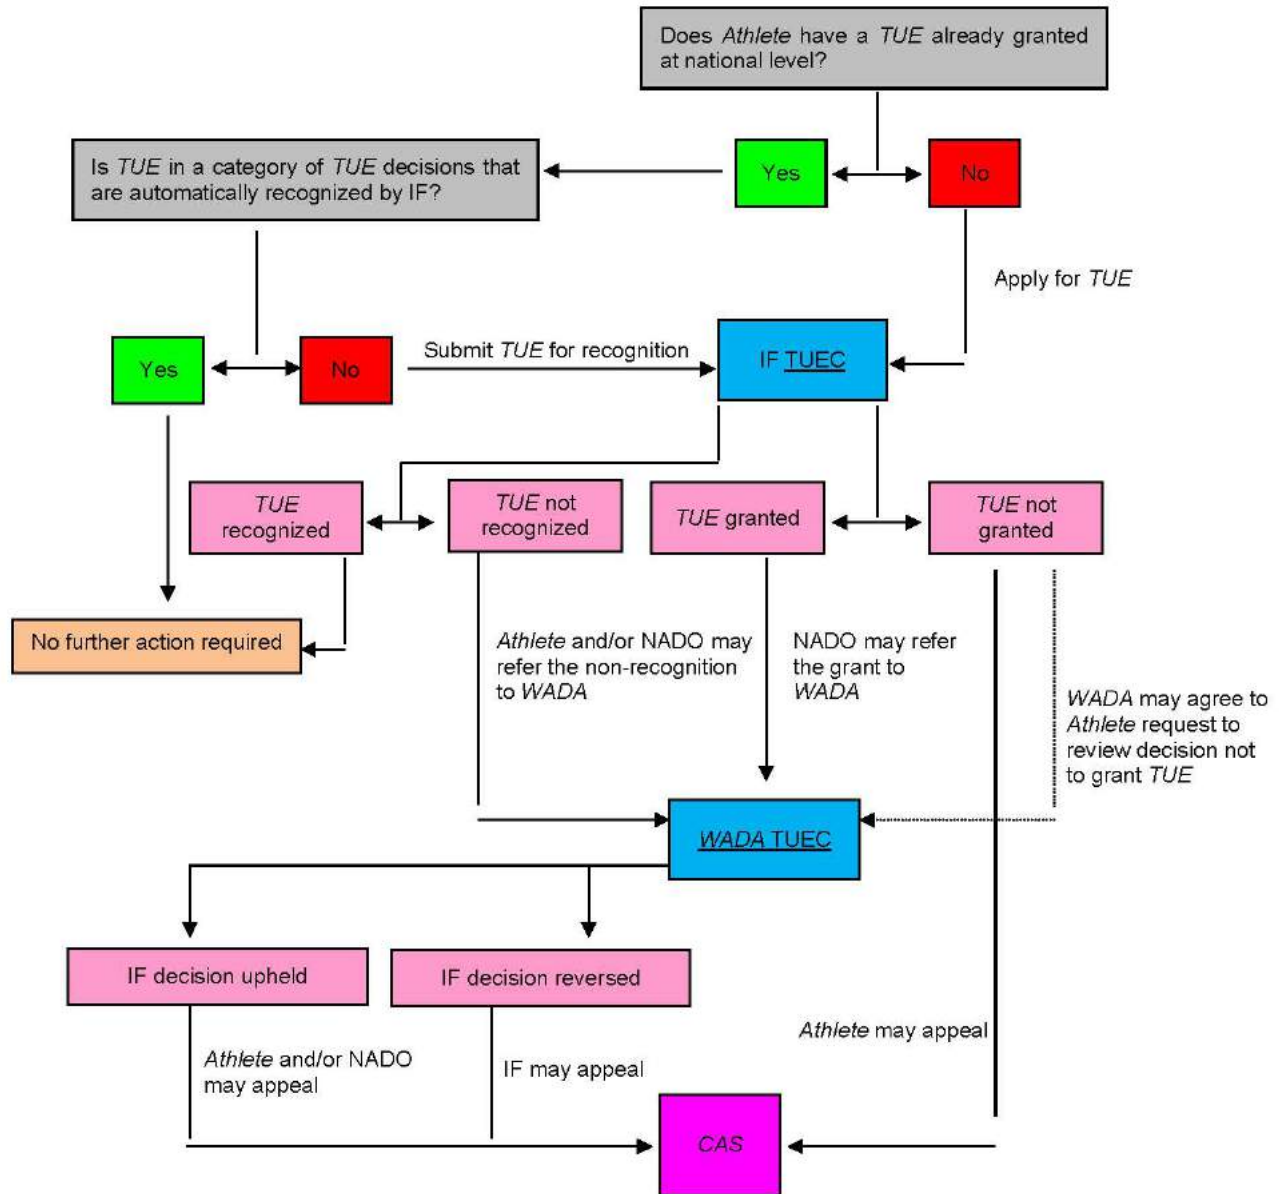 Does Athlete have a TUE already granted
at national level?
Is TUE in a category of TUE decisions that
are automatically recognized by IF?
Yes
No
Apply for TUE
Yes
No
Submit TUE for recognition
IF TUEC
TUE
recognized
TUE not
recognized
TUE granted
TUE not
granted
No further action required
Athlete and/or NADO may
refer the non-recognition
to WADA
NADO may refer
the grant to
WADA
WADA may agree to
Athlete request to
review decision not
to grant TUE
WADA TUEC
IF decision upheld
IF decision reversed
Athlete and/or NADO
may appeal
IF may appeal
Athlete may appeal
CAS